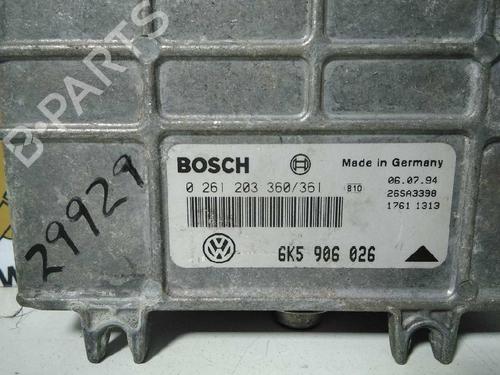 B-PARTS
BOSCH
Made in Germany
0 261 203 360/361 B10
06.07.94
26SA3398
1761 1313
6K5 906 026
29929